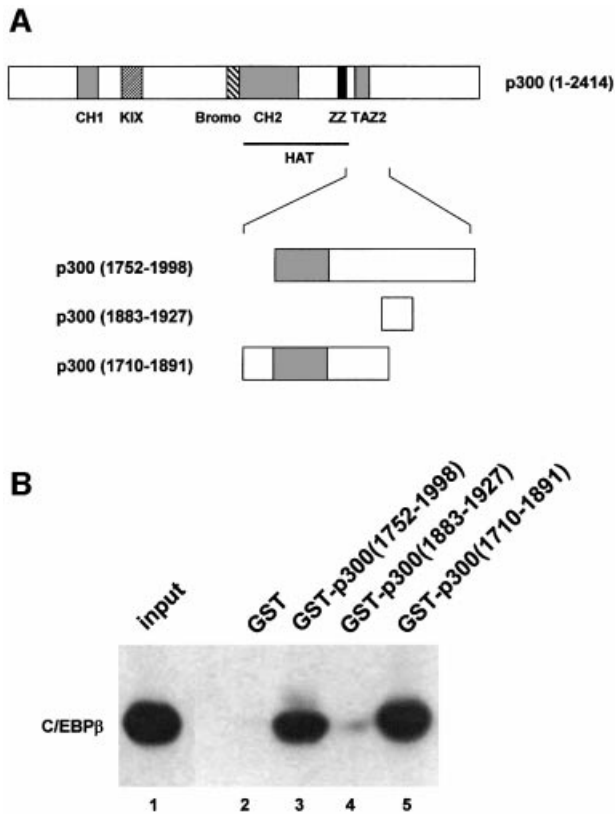 A
p300 (1-2414)
CH1 KIX Bromo CH2 ZZ TAZ2
HAT
p300 (1752-1998)
p300 (1883-1927)
p300 (1710-1891)
B
input GST GST-p300(1752-1998) GST-p300(1883-1927) GST-p300(1710-1891)
C/EBPβ
1 2 3 4 5